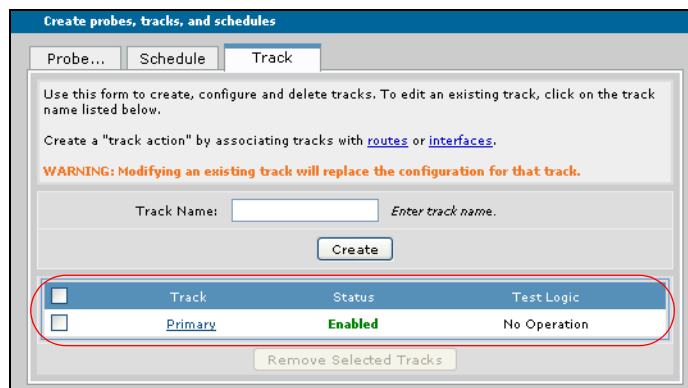 Create probes, tracks, and schedules
Probe... Schedule Track
Use this form to create, configure and delete tracks. To edit an existing track, click on the track
name listed below.
Create a "track action" by associating tracks with routes or interfaces.
WARNING: Modifying an existing track will replace the configuration for that track.
Track Name: Enter track name.
Create
Track Status Test Logic
Primary Enabled No Operation
Remove Selected Tracks